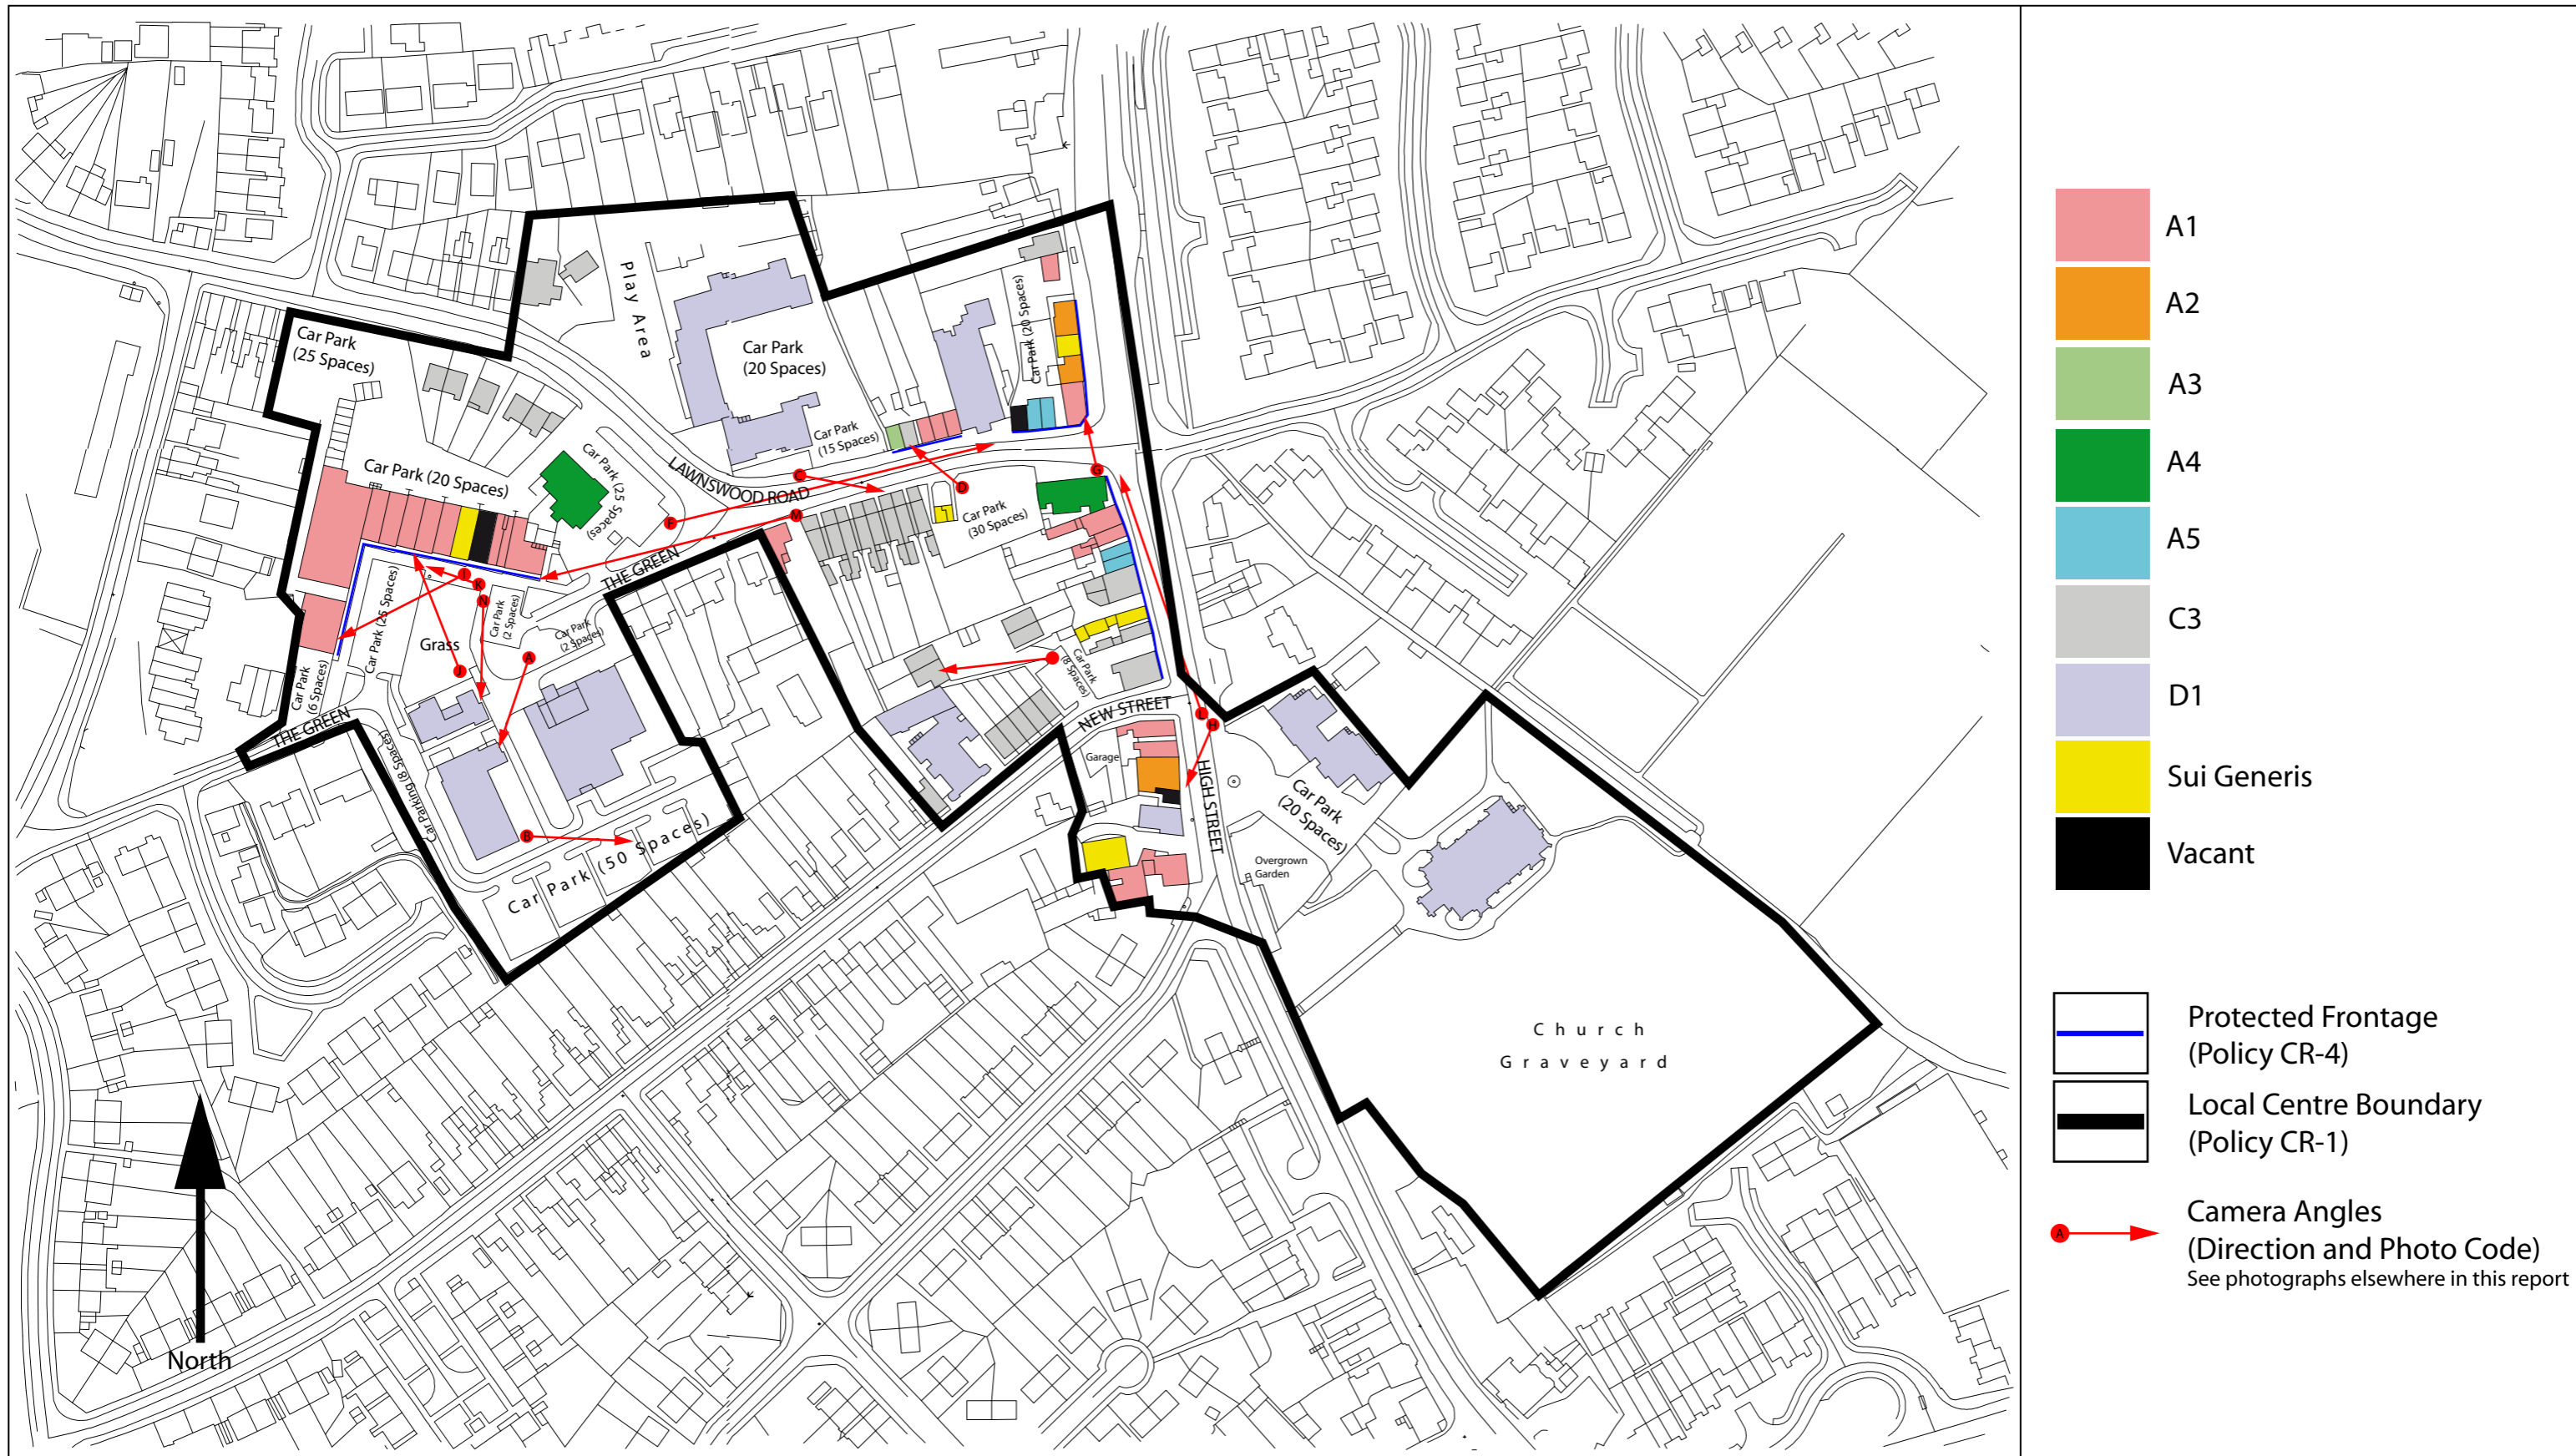 Car Park
(25 Spaces)
Play Area
Car Park
(20 Spaces)
Car Park (20 Spaces)
Car Park
(15 Spaces)
Car Park (20 Spaces)
Car Park (25
Spaces)
LAWNSWOOD ROAD
C
D
G
F
M
Car Park
(30 Spaces)
THE GREEN
I
K
N
Car Park (25 Spaces)
Car Park
(2 Spaces)
Car Park
(2 Spaces)
Grass
A
J
Car Park
(6 Spaces)
THE GREEN
Car Parking (8 Spaces)
B
Car Park (50 Spaces)
Car Park
(8 Spaces)
NEW STREET
L
H
Garage
HIGH STREET
Car Park
(20 Spaces)
Overgrown
Garden
Church
Graveyard
North
A1
A2
A3
A4
A5
C3
D1
Sui Generis
Vacant
Protected Frontage
(Policy CR-4)
Local Centre Boundary
(Policy CR-1)
A
Camera Angles
(Direction and Photo Code)
See photographs elsewhere in this report